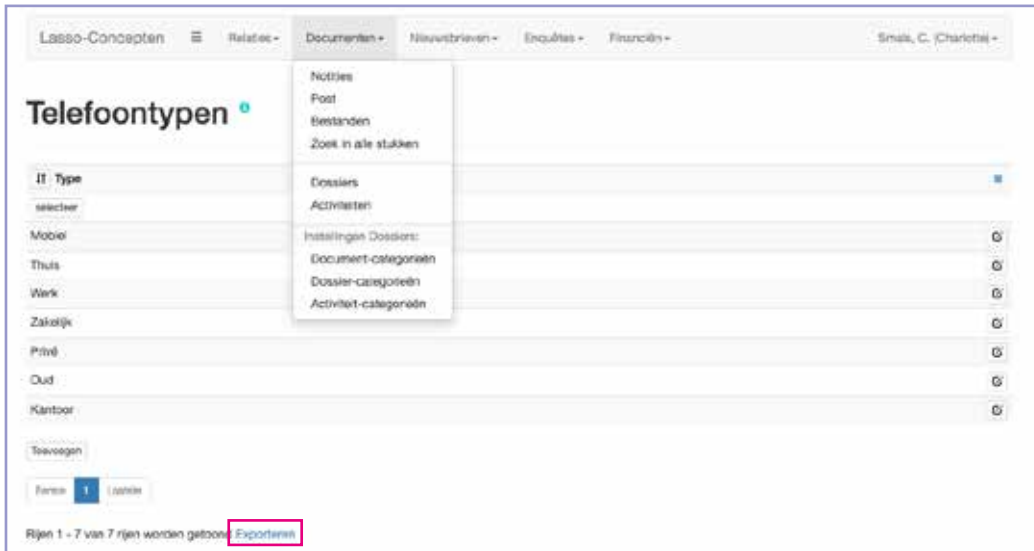 Lasso-Concepten ☰ Relaties Documenten Nieuwsbrieven Enquêtes Financiën Smals, C. (Charlotte)
Notities
Post
Telefoontypen
Bestanden
Zoek in alle stukken
Type
Dossiers
selecteer
Activiteiten
Mobiel
Instellingen Dossiers:
Thuis
Document-categorieën
Werk
Dossier-categorieën
Zakelijk
Activiteit-categorieën
Privé
Oud
Kantoor
Toevoegen
Eerste 1 Laatste
Rijen 1 - 7 van 7 rijen worden getoond Exporteren